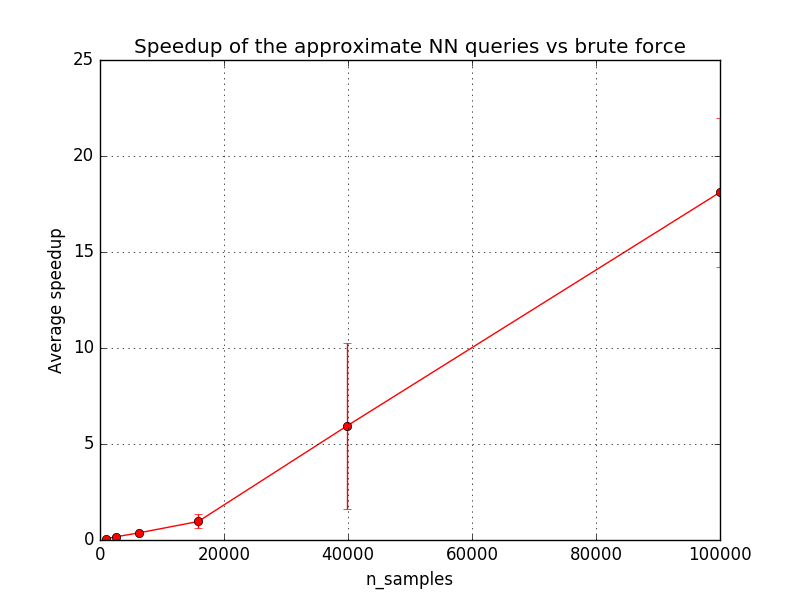 Speedup of the approximate NN queries vs brute force
25
20
15
10
5
0
Average speedup
0 20000 40000 60000 80000 100000
n_samples